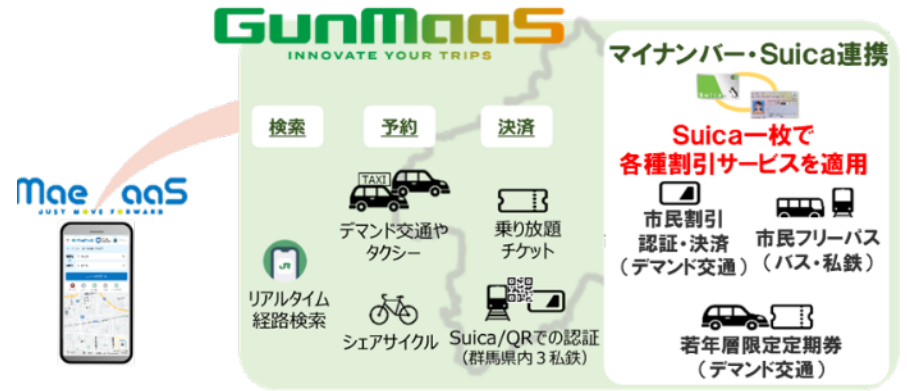 GunMaaS
INNOVATE YOUR TRIPS
MaeMaaS
JUST MOVE FORWARD
検索
予約
決済
リアルタイム
経路検索
JR
TAXI
デマンド交通や
タクシー
シェアサイクル
乗り放題
チケット
Suica/QRでの認証
(群馬県内3私鉄)
マイナンバー・Suica連携
Suica一枚で
各種割引サービスを適用
市民割引
認証・決済
(デマンド交通)
市民フリーパス
(バス・私鉄)
若年層限定定期券
(デマンド交通)